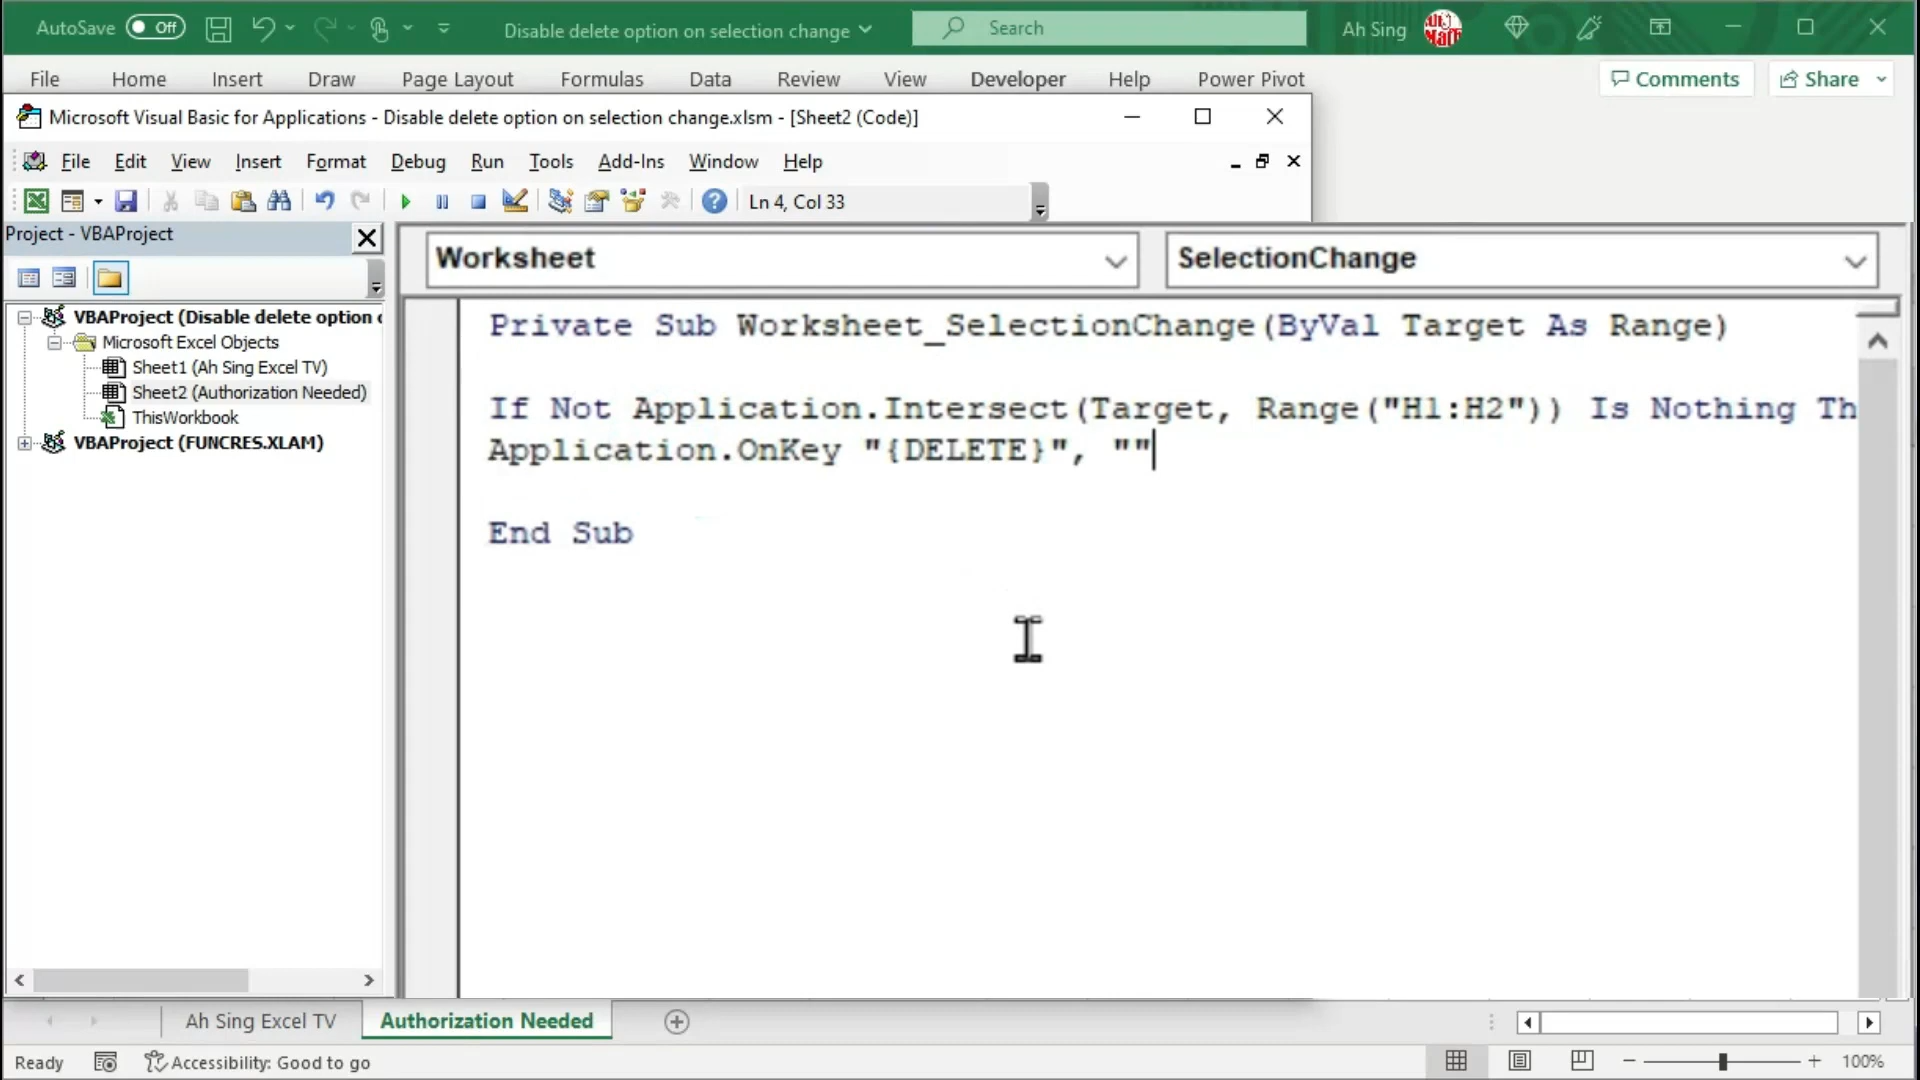 AutoSave Off Disable delete option on selection change Search Ah Sing
File Home Insert Draw Page Layout Formulas Data Review View Developer Help Power Pivot Comments Share
Microsoft Visual Basic for Applications - Disable delete option on selection change.xlsm - [Sheet2 (Code)]
File Edit View Insert Format Debug Run Tools Add-Ins Window Help
Ln 4, Col 33
Project - VBAProject
Worksheet SelectionChange
VBAProject (Disable delete option
Microsoft Excel Objects
Sheet1 (Ah Sing Excel TV)
Sheet2 (Authorization Needed)
ThisWorkbook
VBAProject (FUNCRES.XLAM)
Private Sub Worksheet_SelectionChange(ByVal Target As Range)
If Not Application.Intersect(Target, Range("H1:H2")) Is Nothing Th
Application.OnKey "{DELETE}", ""
End Sub
Ah Sing Excel TV Authorization Needed
Ready Accessibility: Good to go 100%